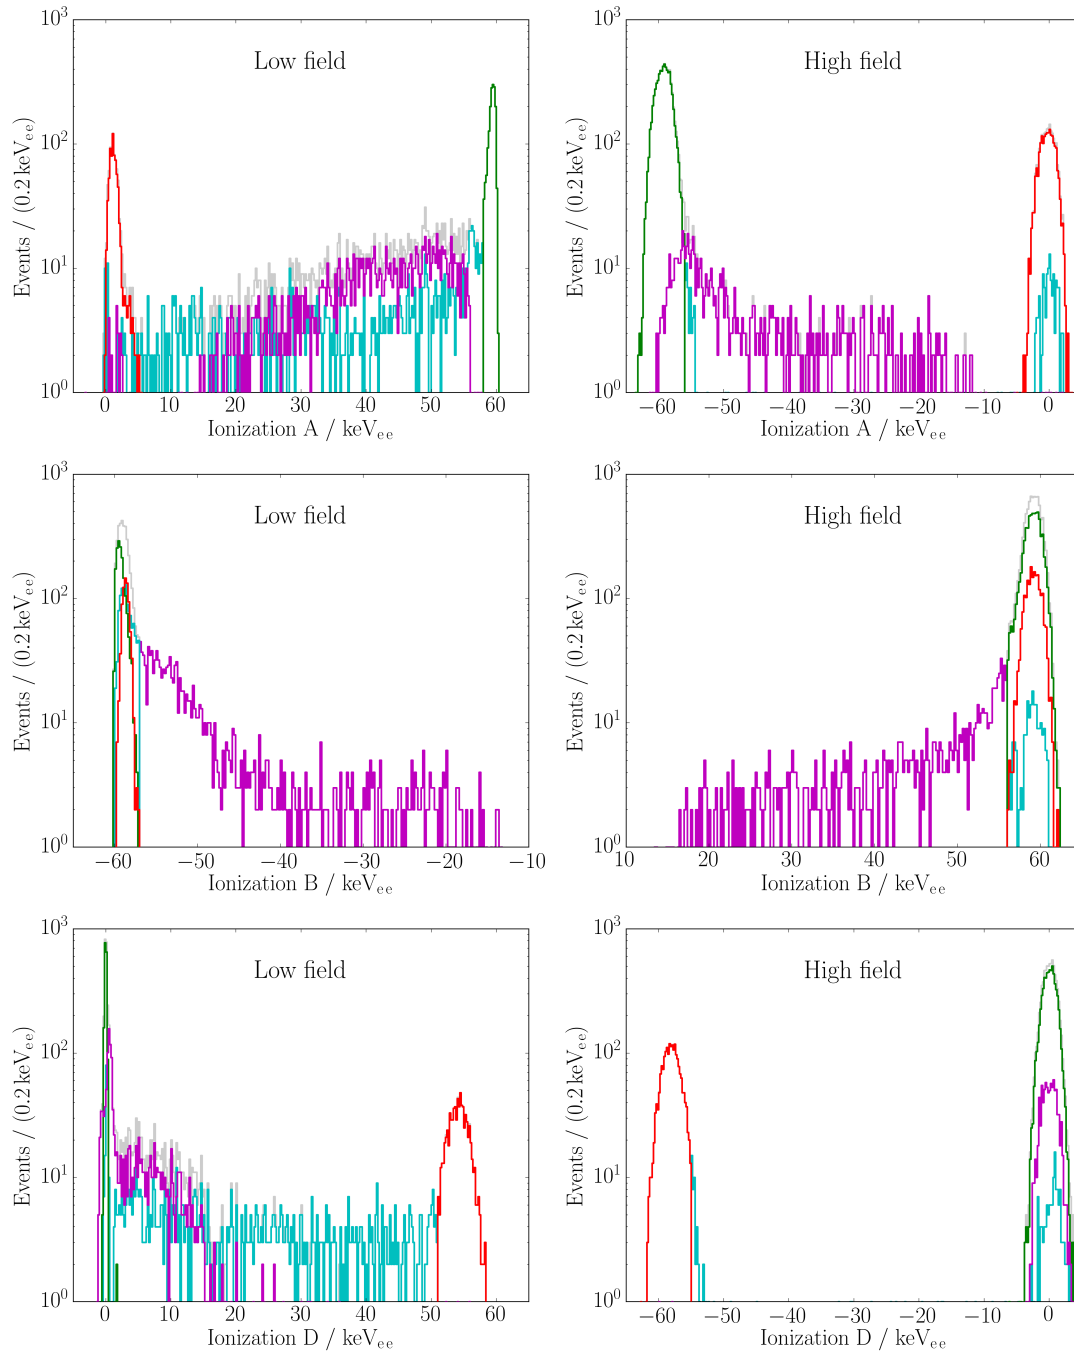 10³ 10³
Low field High field
10² 10²
10¹ 10¹
10⁰ 10⁰
Events / (0.2 keVₑₑ) Events / (0.2 keVₑₑ)
0 10 20 30 40 50 60 −60 −50 −40 −30 −20 −10 0
Ionization A / keVₑₑ Ionization A / keVₑₑ
10³ 10³
Low field High field
10² 10²
10¹ 10¹
10⁰ 10⁰
Events / (0.2 keVₑₑ) Events / (0.2 keVₑₑ)
−60 −50 −40 −30 −20 −10 10 20 30 40 50 60
Ionization B / keVₑₑ Ionization B / keVₑₑ
10³ 10³
Low field High field
10² 10²
10¹ 10¹
10⁰ 10⁰
Events / (0.2 keVₑₑ) Events / (0.2 keVₑₑ)
0 10 20 30 40 50 60 −60 −50 −40 −30 −20 −10 0
Ionization D / keVₑₑ Ionization D / keVₑₑ